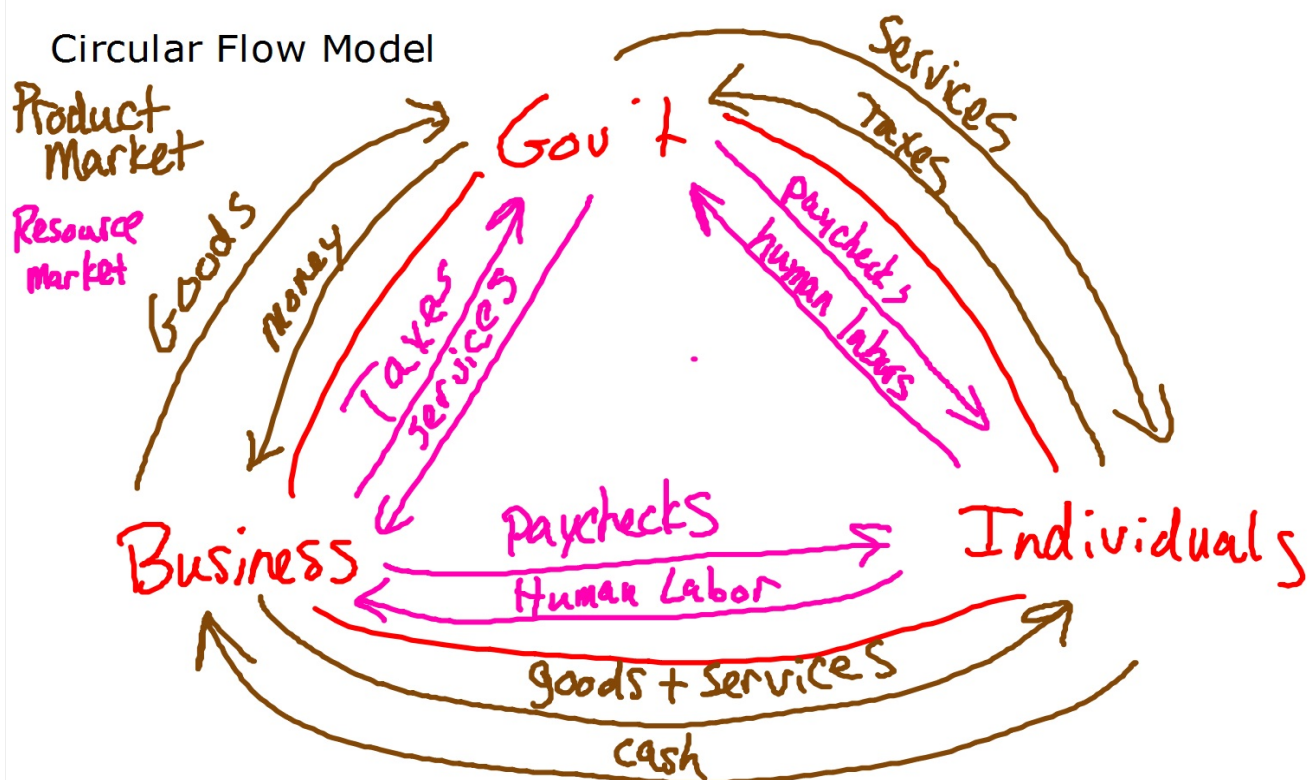 Circular Flow Model
Product
Market
Resource
market
Goods
money
Gov't
Services
Taxes
paychecks
human labors
Taxes
services
Business
Paychecks
Human Labor
Individuals
goods + services
cash